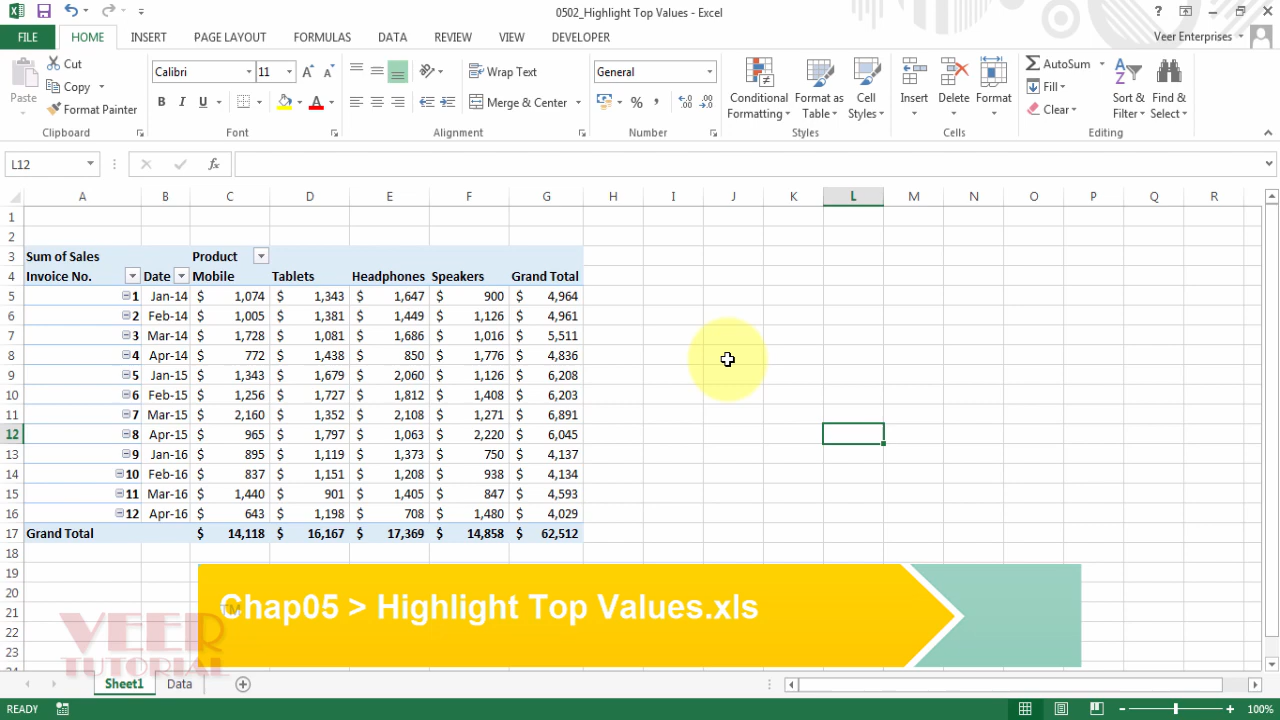 0502_Highlight Top Values - Excel
FILE HOME INSERT PAGE LAYOUT FORMULAS DATA REVIEW VIEW DEVELOPER Veer Enterprises
Paste Cut Copy Format Painter Clipboard
Calibri 11 B I U A Font
Wrap Text Merge & Center Alignment
General % , Number
Conditional Formatting Format as Table Cell Styles Styles
Insert Delete Format Cells
AutoSum Fill Clear Sort & Filter Find & Select Editing
L12 fx
A B C D E F G H I J K L M N O P Q R
1
2
3 Sum of Sales Product
4 Invoice No. Date Mobile Tablets Headphones Speakers Grand Total
5 1 Jan-14 $ 1,074 $ 1,343 $ 1,647 $ 900 $ 4,964
6 2 Feb-14 $ 1,005 $ 1,381 $ 1,449 $ 1,126 $ 4,961
7 3 Mar-14 $ 1,728 $ 1,081 $ 1,686 $ 1,016 $ 5,511
8 4 Apr-14 $ 772 $ 1,438 $ 850 $ 1,776 $ 4,836
9 5 Jan-15 $ 1,343 $ 1,679 $ 2,060 $ 1,126 $ 6,208
10 6 Feb-15 $ 1,256 $ 1,727 $ 1,812 $ 1,408 $ 6,203
11 7 Mar-15 $ 2,160 $ 1,352 $ 2,108 $ 1,271 $ 6,891
12 8 Apr-15 $ 965 $ 1,797 $ 1,063 $ 2,220 $ 6,045
13 9 Jan-16 $ 895 $ 1,119 $ 1,373 $ 750 $ 4,137
14 10 Feb-16 $ 837 $ 1,151 $ 1,208 $ 938 $ 4,134
15 11 Mar-16 $ 1,440 $ 901 $ 1,405 $ 847 $ 4,593
16 12 Apr-16 $ 643 $ 1,198 $ 708 $ 1,480 $ 4,029
17 Grand Total $ 14,118 $ 16,167 $ 17,369 $ 14,858 $ 62,512
18
19
20
21
22
23
Chap05 > Highlight Top Values.xls
VEER TM
TUTORIAL
Sheet1 Data
READY 100%